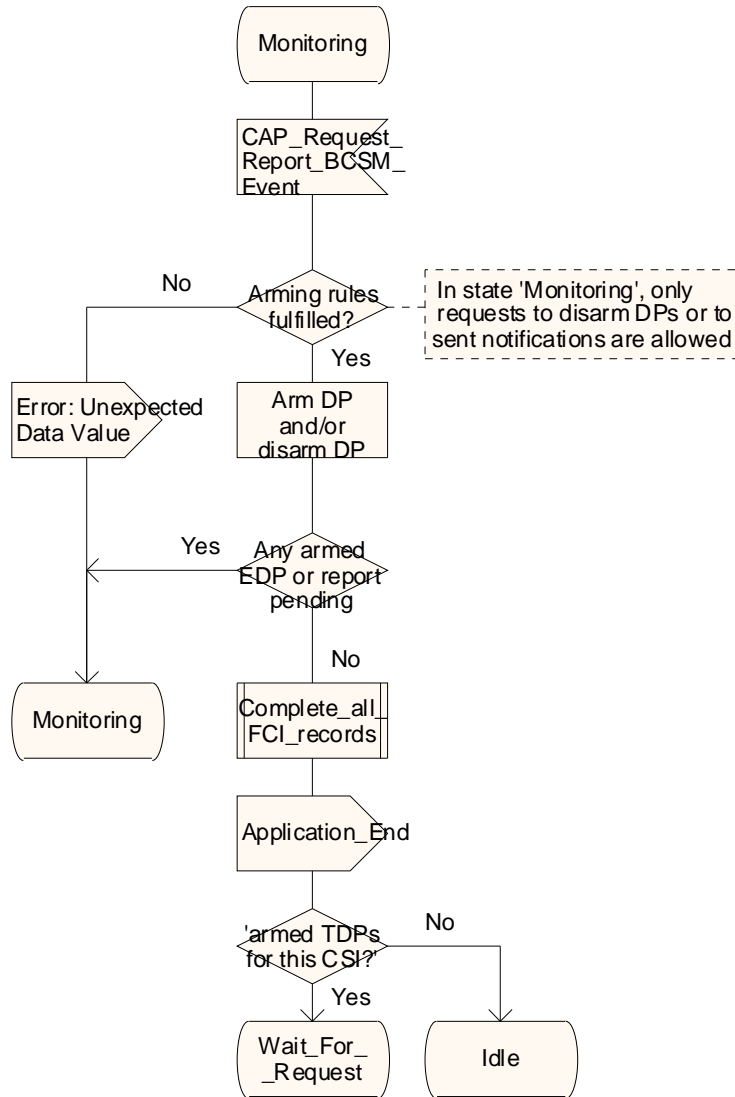 Monitoring
CAP_Request_
Report_BCSM_
Event
No
Arming rules
fulfilled?
In state 'Monitoring', only
requests to disarm DPs or to
sent notifications are allowed
Yes
Error: Unexpected
Data Value
Arm DP
and/or
disarm DP
Yes
Any armed
EDP or report
pending
No
Monitoring
Complete_all_
FCI_records
Application_End
'armed TDPs
for this CSI?'
No
Yes
Wait_For_
_Request
Idle